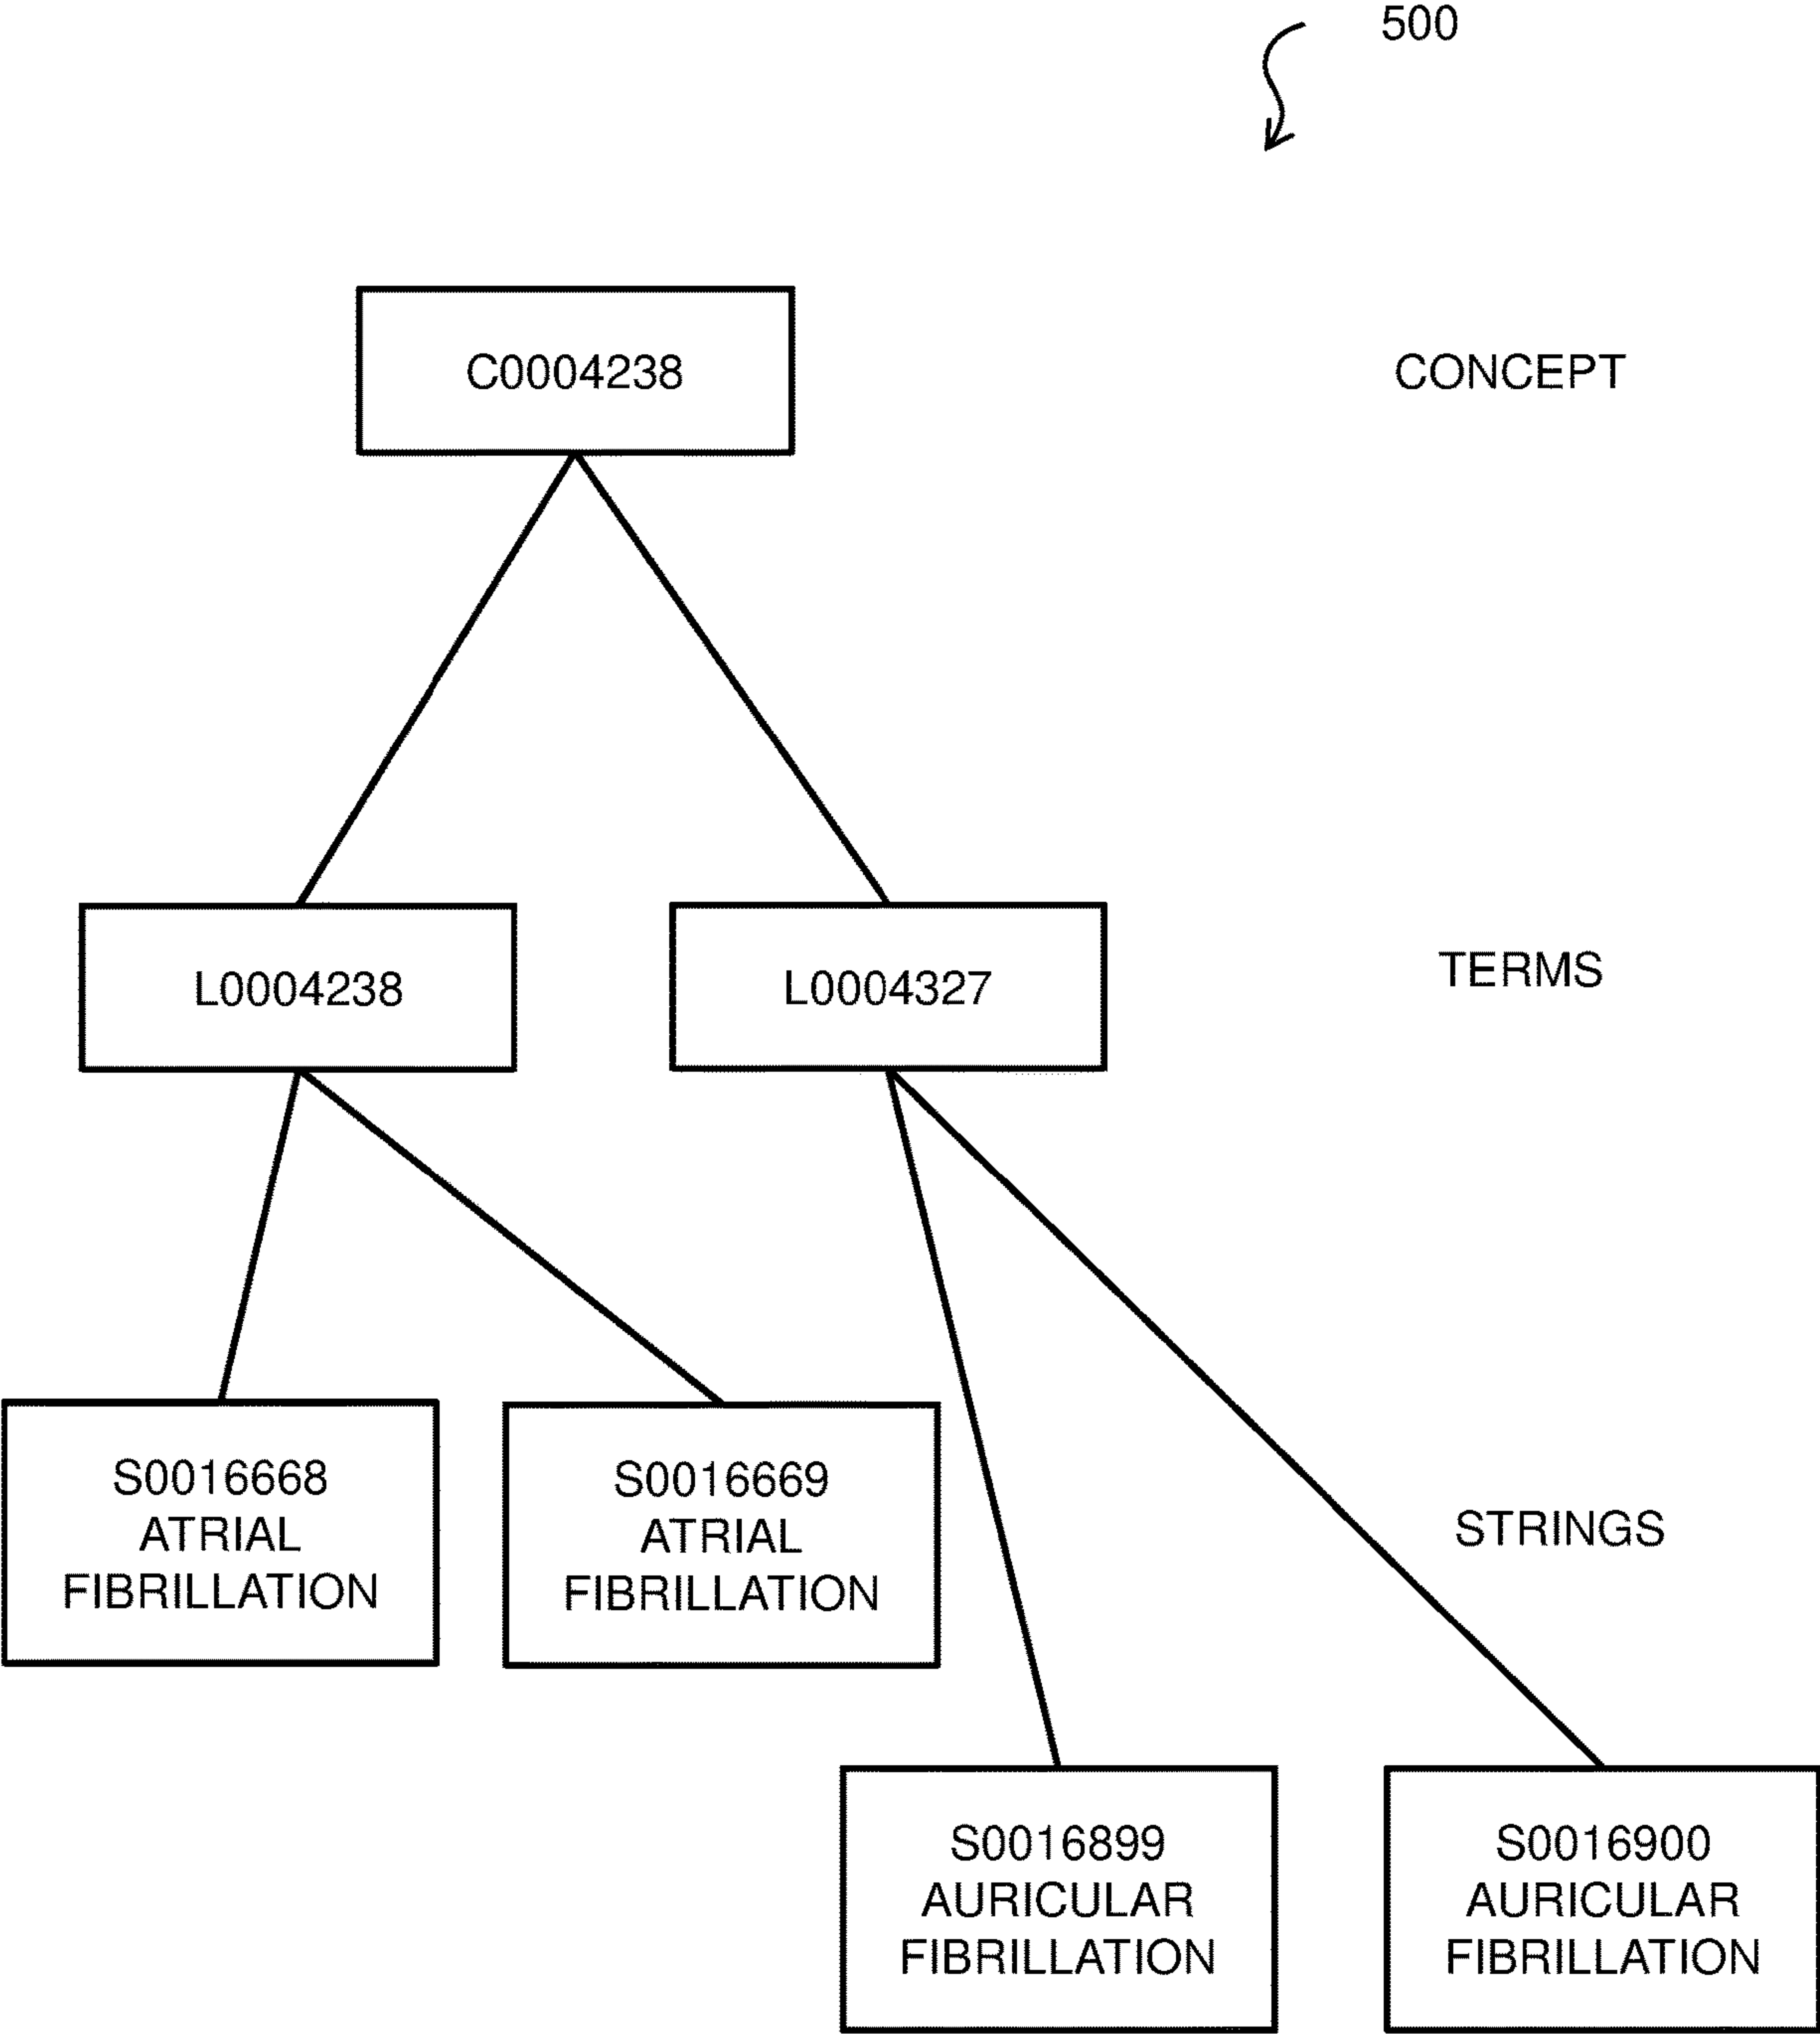 500
C0004238
CONCEPT
L0004238
L0004327
TERMS
S0016668
ATRIAL
FIBRILLATION
S0016669
ATRIAL
FIBRILLATION
STRINGS
S0016899
AURICULAR
FIBRILLATION
S0016900
AURICULAR
FIBRILLATION